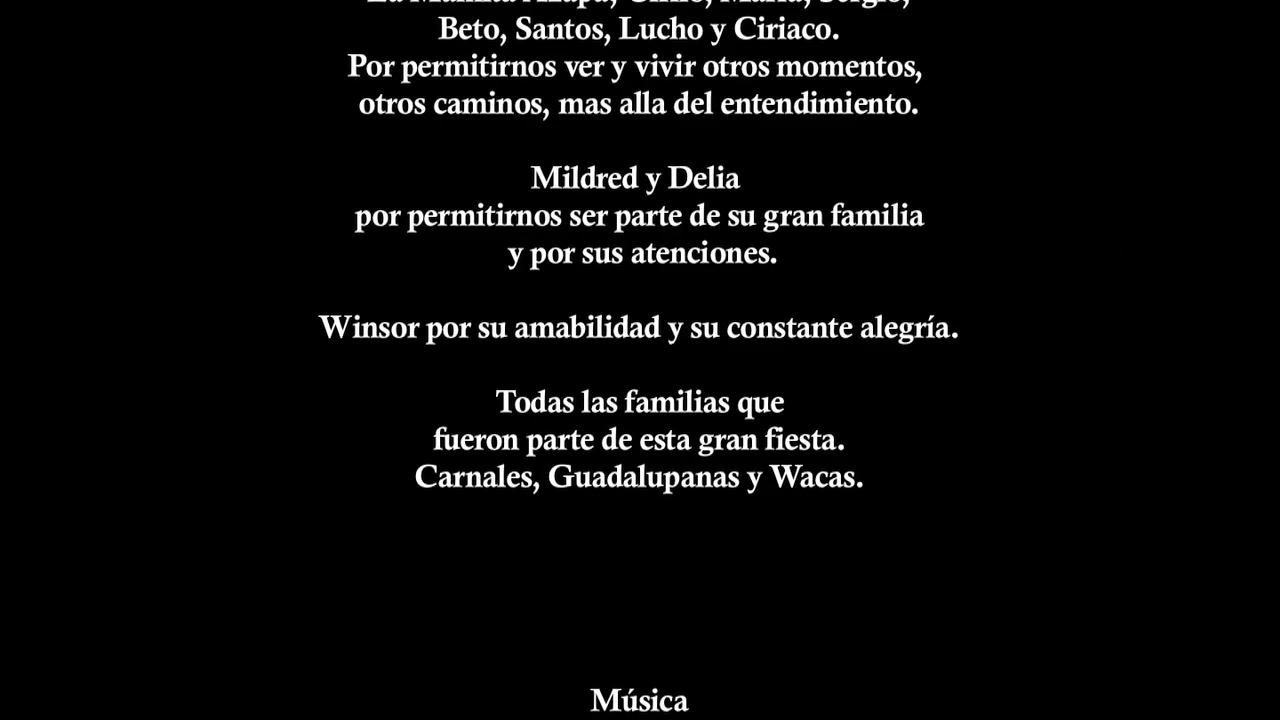 Beto, Santos, Lucho y Ciriaco.
Por permitirnos ver y vivir otros momentos,
otros caminos, mas alla del entendimiento.
Mildred y Delia
por permitirnos ser parte de su gran familia
y por sus atenciones.
Winsor por su amabilidad y su constante alegría.
Todas las familias que
fueron parte de esta gran fiesta.
Carnales, Guadalupanas y Wacas.
Música